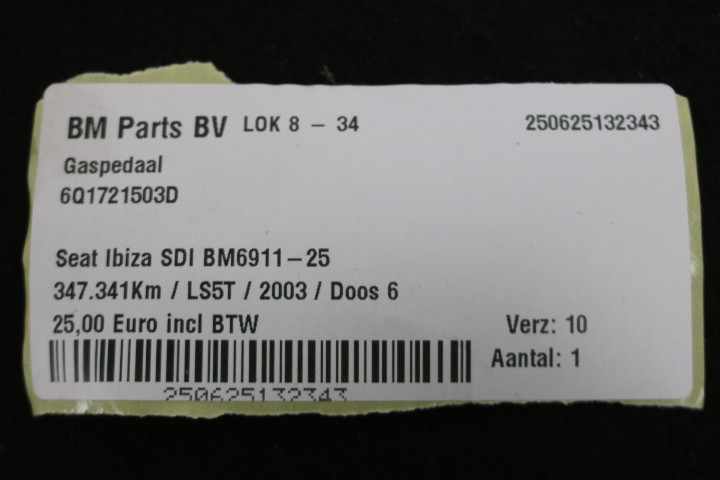 BM Parts BV LOK 8 – 34 250625132343
Gaspedaal
6Q1721503D
Seat Ibiza SDI BM6911–25
347.341Km / LS5T / 2003 / Doos 6
25,00 Euro incl BTW Verz: 10
Aantal: 1
250625132343